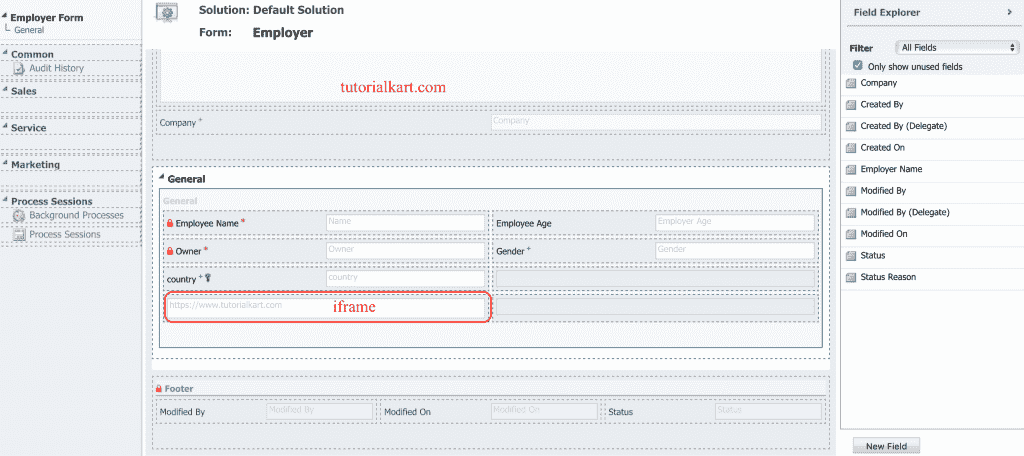 Employer Form
General
Common
Audit History
Sales
Service
Marketing
Process Sessions
Background Processes
Process Sessions
Solution: Default Solution
Form: Employer
tutorialkart.com
Company + Company
General
General
Employee Name * Name Employee Age Employer Age
Owner * Owner Gender + Gender
country + country
https://www.tutorialkart.com iframe
Footer
Modified By Modified By Modified On Modified On Status Status
Field Explorer >
Filter All Fields
Only show unused fields
Company
Created By
Created By (Delegate)
Created On
Employer Name
Modified By
Modified By (Delegate)
Modified On
Status
Status Reason
New Field